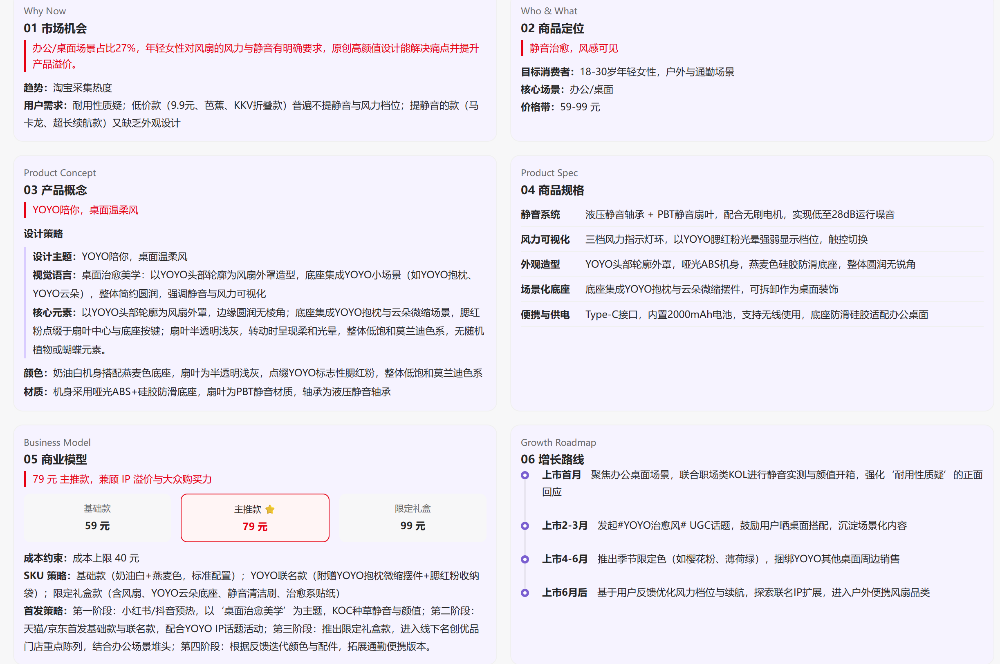 Why Now
01 市场机会
办公/桌面场景占比27%，年轻女性对风扇的风力与静音有明确要求，原创高颜值设计能解决痛点并提升
产品溢价。
趋势：淘宝采集热度
用户需求：耐用性质疑；低价款（9.9元、芭蕉、KKV折叠款）普遍不提静音与风力档位；提静音的款（马
卡龙、超长续航款）又缺乏外观设计
Who & What
02 商品定位
静音治愈，风感可见
目标消费者：18-30岁年轻女性，户外与通勤场景
核心场景：办公/桌面
价格带：59-99 元
Product Concept
03 产品概念
YOYO陪你，桌面温柔风
设计策略
设计主题：YOYO陪你，桌面温柔风
视觉语言：桌面治愈美学：以YOYO头部轮廓为风扇外罩造型，底座集成YOYO小场景（如YOYO抱枕、
YOYO云朵），整体简约圆润，强调静音与风力可视化
核心元素：以YOYO头部轮廓为风扇外罩，边缘圆润无棱角；底座集成YOYO抱枕与云朵微缩场景，腮红
粉点缀于扇叶中心与底座按键；扇叶半透明浅灰，转动时呈现柔和光晕，整体低饱和莫兰迪色系，无随机
植物或蝴蝶元素。
颜色：奶油白机身搭配燕麦色底座，扇叶为半透明浅灰，点缀YOYO标志性腮红粉，整体低饱和莫兰迪色系
材质：机身采用哑光ABS+硅胶防滑底座，扇叶为PBT静音材质，轴承为液压静音轴承
Product Spec
04 商品规格
静音系统 液压静音轴承 + PBT静音扇叶，配合无刷电机，实现低至28dB运行噪音
风力可视化 三档风力指示灯环，以YOYO腮红粉光晕强弱显示档位，触控切换
外观造型 YOYO头部轮廓外罩，哑光ABS机身，燕麦色硅胶防滑底座，整体圆润无锐角
场景化底座 底座集成YOYO抱枕与云朵微缩摆件，可拆卸作为桌面装饰
便携与供电 Type-C接口，内置2000mAh电池，支持无线使用，底座防滑硅胶适配办公桌面
Business Model
05 商业模型
79 元 主推款，兼顾 IP 溢价与大众购买力
基础款
59 元
主推款 ⭐
79 元
限定礼盒
99 元
成本约束：成本上限 40 元
SKU 策略：基础款（奶油白+燕麦色，标准配置）；YOYO联名款（附赠YOYO抱枕微缩摆件+腮红粉收纳
袋）；限定礼盒款（含风扇、YOYO云朵底座、静音清洁刷、治愈系贴纸）
首发策略：第一阶段：小红书/抖音预热，以‘桌面治愈美学’为主题，KOC种草静音与颜值；第二阶段：
天猫/京东首发基础款与联名款，配合YOYO IP话题活动；第三阶段：推出限定礼盒款，进入线下名创优品
门店重点陈列，结合办公场景堆头；第四阶段：根据反馈迭代颜色与配件，拓展通勤便携版本。
Growth Roadmap
06 增长路线
上市首月 聚焦办公桌面场景，联合职场类KOL进行静音实测与颜值开箱，强化‘耐用性质疑’的正面
回应
上市2-3月 发起#YOYO治愈风# UGC话题，鼓励用户晒桌面搭配，沉淀场景化内容
上市4-6月 推出季节限定色（如樱花粉、薄荷绿），捆绑YOYO其他桌面周边销售
上市6月后 基于用户反馈优化风力档位与续航，探索联名IP扩展，进入户外便携风扇品类